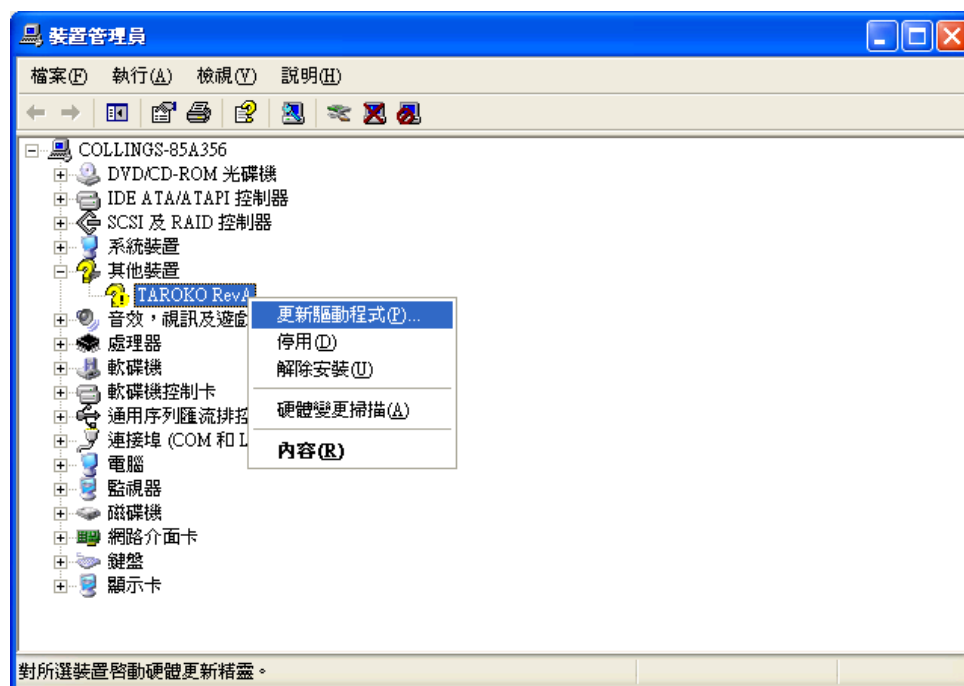 裝置管理員
檔案(F) 執行(A) 檢視(V) 說明(H)
COLLINGS-85A356
DVD/CD-ROM 光碟機
IDE ATA/ATAPI 控制器
SCSI 及 RAID 控制器
系統裝置
其他裝置
TAROKO RevA
音效，視訊及遊戲
處理器
軟碟機
軟碟機控制卡
通用序列匯流排控
連接埠 (COM 和 L
電腦
監視器
磁碟機
網路介面卡
鍵盤
顯示卡
更新驅動程式(P)...
停用(D)
解除安裝(U)
硬體變更掃描(A)
內容(R)
對所選裝置啟動硬體更新精靈。